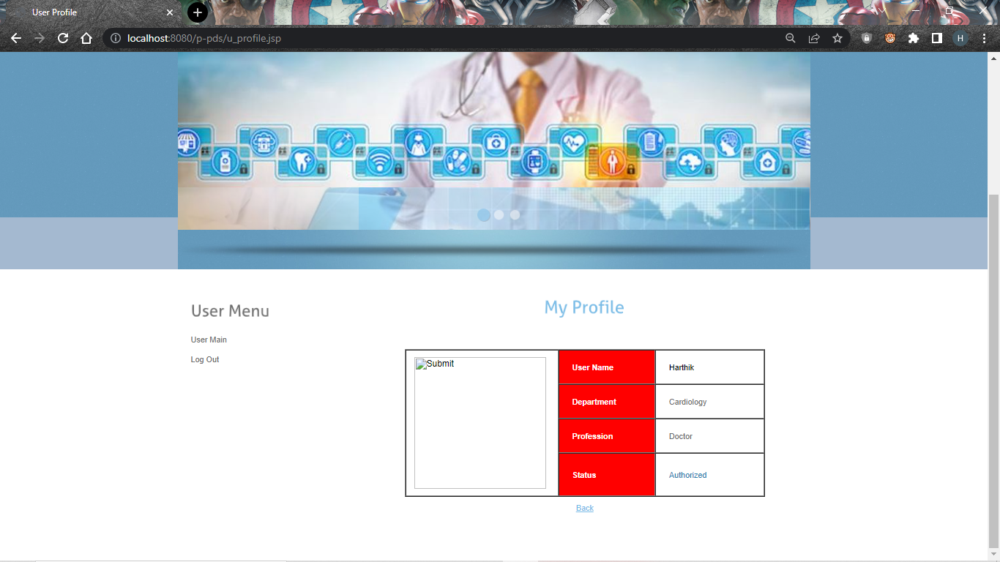 User Profile
localhost:8080/p-pds/u_profile.jsp
H
User Menu
My Profile
User Main
Log Out
Submit
User Name Harthik
Department Cardiology
Profession Doctor
Status Authorized
Back